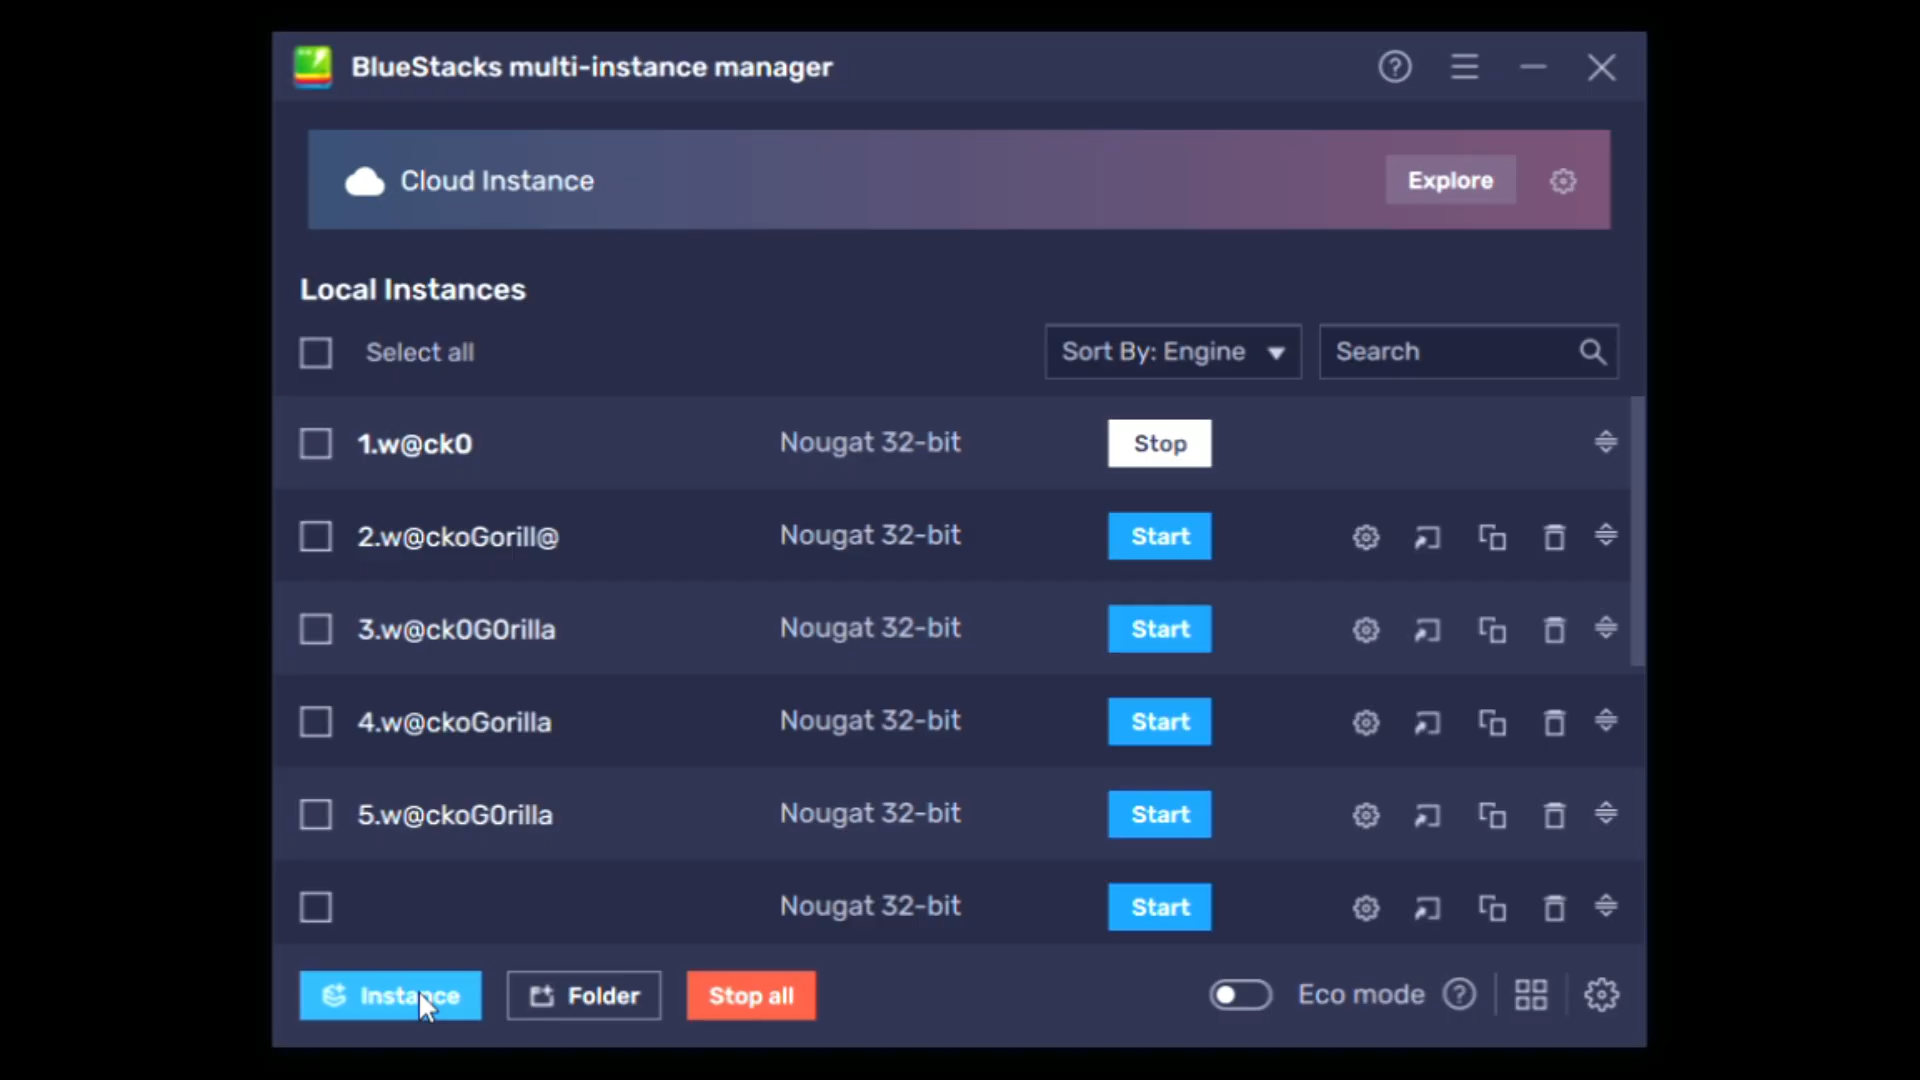 BlueStacks multi-instance manager
Cloud Instance Explore
Local Instances
Select all Sort By: Engine Search
1.w@ck0 Nougat 32-bit Stop
2.w@ckoGorill@ Nougat 32-bit Start
3.w@ck0G0rilla Nougat 32-bit Start
4.w@ckoGorilla Nougat 32-bit Start
5.w@ckoG0rilla Nougat 32-bit Start
Nougat 32-bit Start
Instance Folder Stop all Eco mode